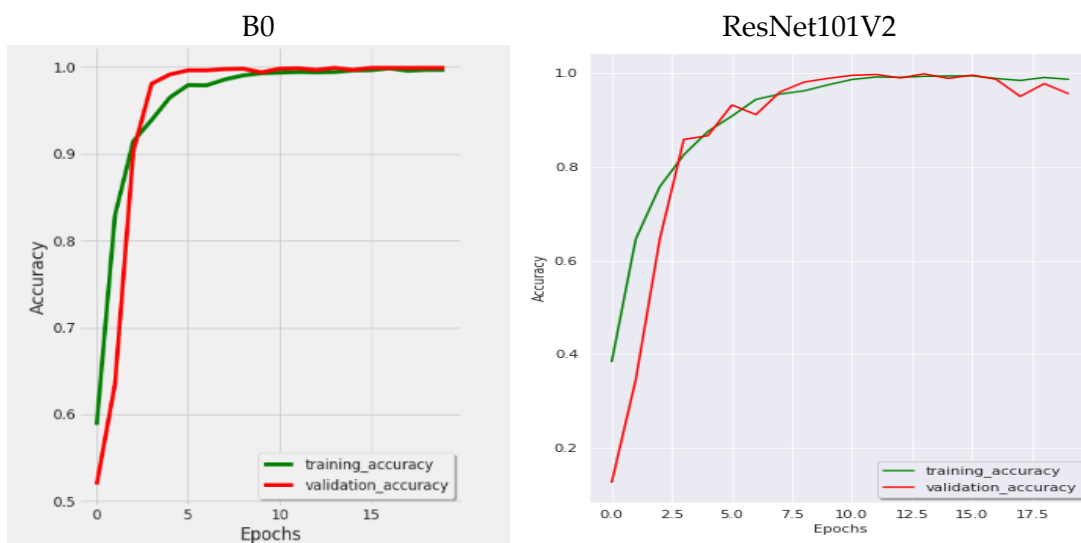 B0
1.0
0.9
0.8
0.7
0.6
0.5
Accuracy
0 5 10 15
Epochs
training_accuracy
validation_accuracy
ResNet101V2
1.0
0.8
0.6
0.4
0.2
Accuracy
0.0 2.5 5.0 7.5 10.0 12.5 15.0 17.5
Epochs
training_accuracy
validation_accuracy